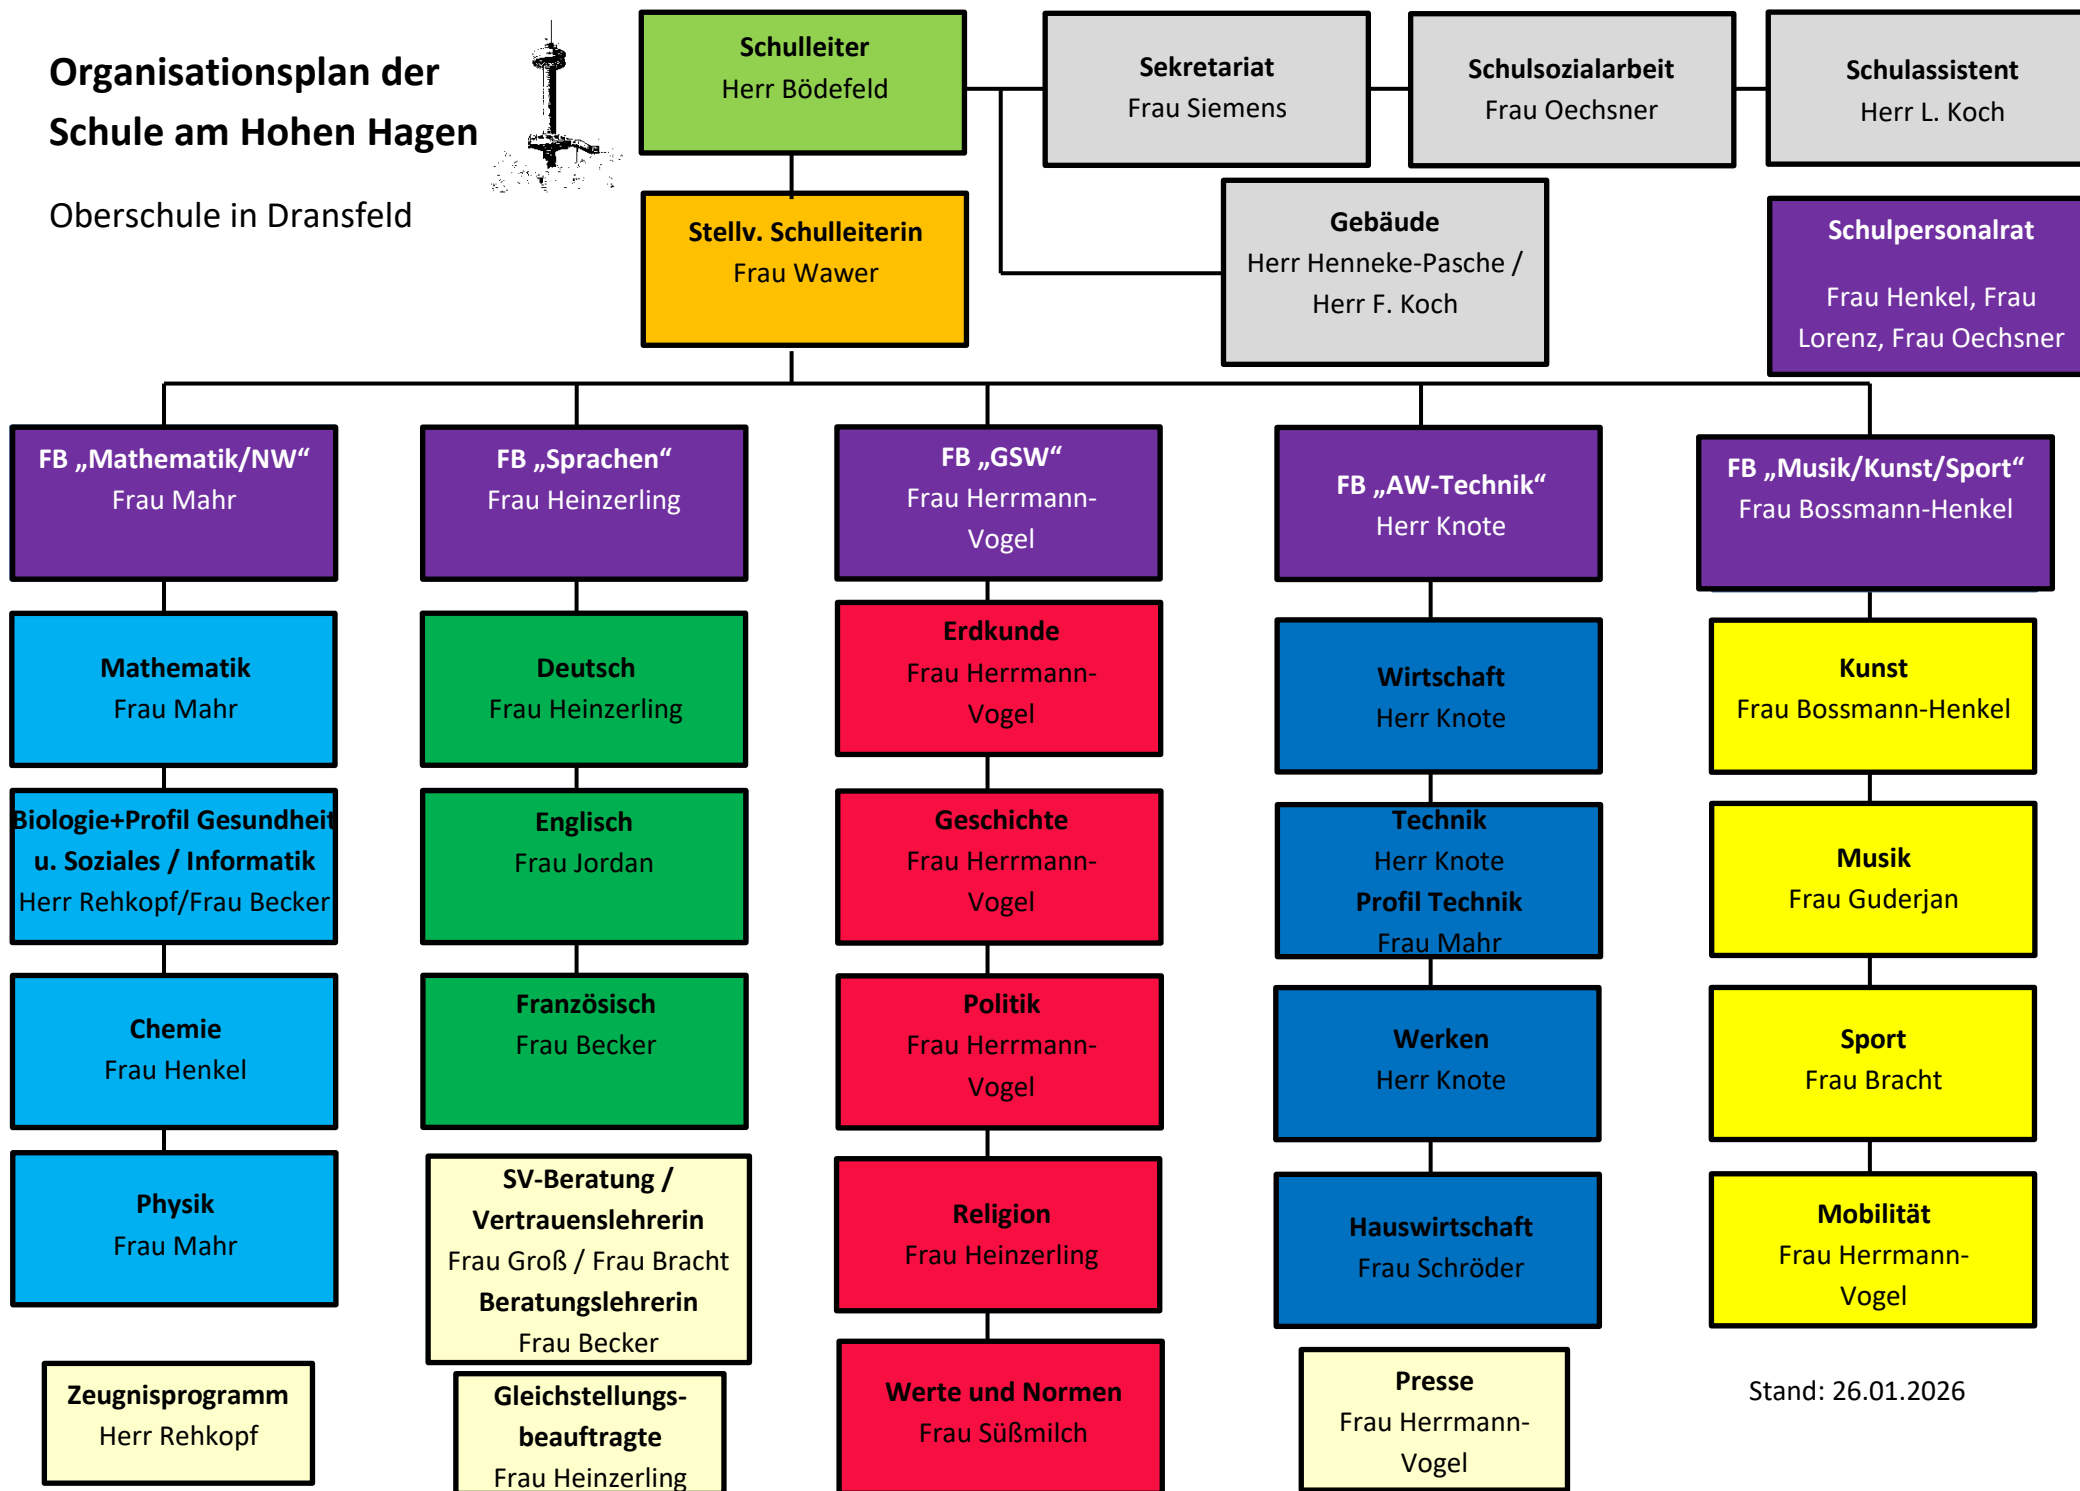 Organisationsplan der
Schule am Hohen Hagen
Oberschule in Dransfeld
Schulleiter
Herr Bödefeld
Sekretariat
Frau Siemens
Schulsozialarbeit
Frau Oechsner
Schulassistent
Herr L. Koch
Stellv. Schulleiterin
Frau Wawer
Gebäude
Herr Henneke-Pasche /
Herr F. Koch
Schulpersonalrat
Frau Henkel, Frau
Lorenz, Frau Oechsner
FB „Mathematik/NW“
Frau Mahr
FB „Sprachen“
Frau Heinzerling
FB „GSW“
Frau Herrmann-
Vogel
FB „AW-Technik“
Herr Knote
FB „Musik/Kunst/Sport“
Frau Bossmann-Henkel
Mathematik
Frau Mahr
Deutsch
Frau Heinzerling
Erdkunde
Frau Herrmann-
Vogel
Wirtschaft
Herr Knote
Kunst
Frau Bossmann-Henkel
Biologie+Profil Gesundheit
u. Soziales / Informatik
Herr Rehkopf/Frau Becker
Englisch
Frau Jordan
Geschichte
Frau Herrmann-
Vogel
Technik
Herr Knote
Profil Technik
Frau Mahr
Musik
Frau Guderjan
Chemie
Frau Henkel
Französisch
Frau Becker
Politik
Frau Herrmann-
Vogel
Werken
Herr Knote
Sport
Frau Bracht
Physik
Frau Mahr
SV-Beratung /
Vertrauenslehrerin
Frau Groß / Frau Bracht
Beratungslehrerin
Frau Becker
Religion
Frau Heinzerling
Hauswirtschaft
Frau Schröder
Mobilität
Frau Herrmann-
Vogel
Zeugnisprogramm
Herr Rehkopf
Gleichstellungs-
beauftragte
Frau Heinzerling
Werte und Normen
Frau Süßmilch
Presse
Frau Herrmann-
Vogel
Stand: 26.01.2026